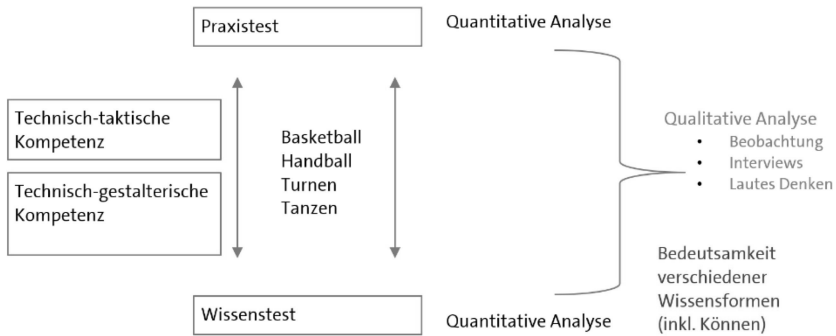 Praxistest
Quantitative Analyse
Technisch-taktische
Kompetenz
Technisch-gestalterische
Kompetenz
Basketball
Handball
Turnen
Tanzen
Qualitative Analyse
• Beobachtung
• Interviews
• Lautes Denken
Bedeutsamkeit
verschiedener
Wissensformen
(inkl. Können)
Wissenstest
Quantitative Analyse